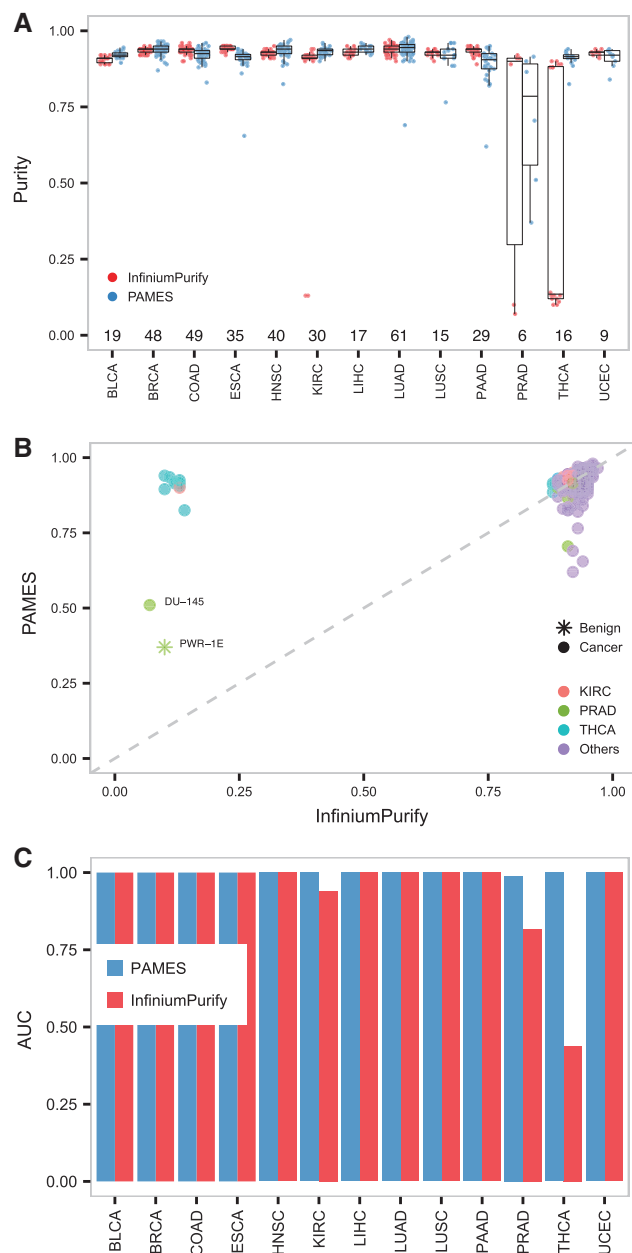 A
1.00
0.75
0.50
0.25
0.00
Purity
InfiniumPurify
PAMES
19 48 49 35 40 30 17 61 15 29 6 16 9
BLCA BRCA COAD ESCA HNSC KIRC LIHC LUAD LUSC PAAD PRAD THCA UCEC
B
1.00
0.75
0.50
0.25
0.00
PAMES
DU–145
PWR–1E
Benign
Cancer
KIRC
PRAD
THCA
Others
0.00 0.25 0.50 0.75 1.00
InfiniumPurify
C
1.00
0.75
0.50
0.25
0.00
AUC
PAMES
InfiniumPurify
BLCA BRCA COAD ESCA HNSC KIRC LIHC LUAD LUSC PAAD PRAD THCA UCEC